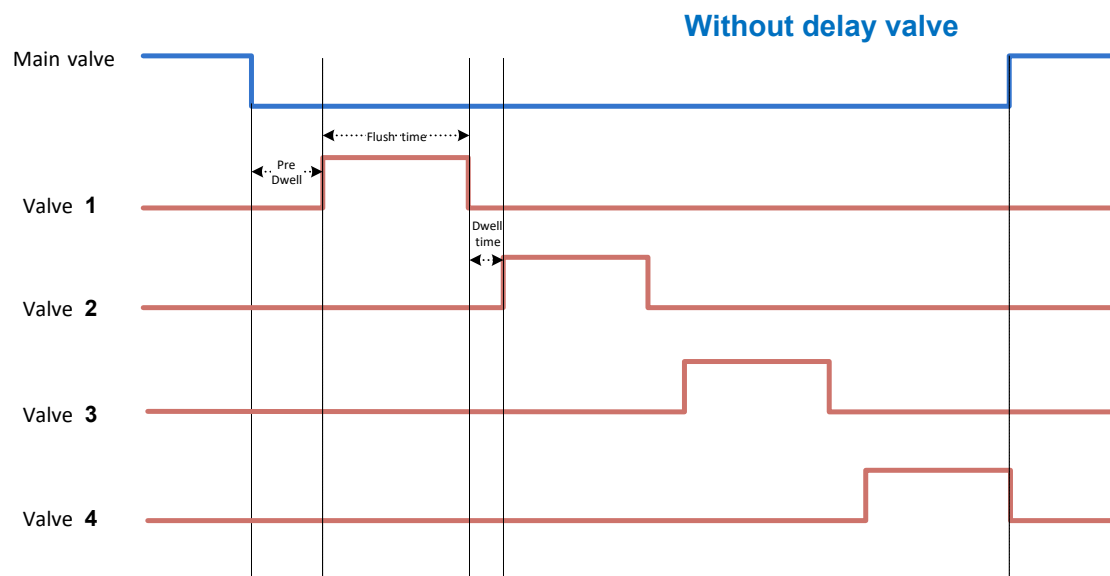 Without delay valve
Main valve
Flush time
Pre
Dwell
Valve 1
Dwell
time
Valve 2
Valve 3
Valve 4